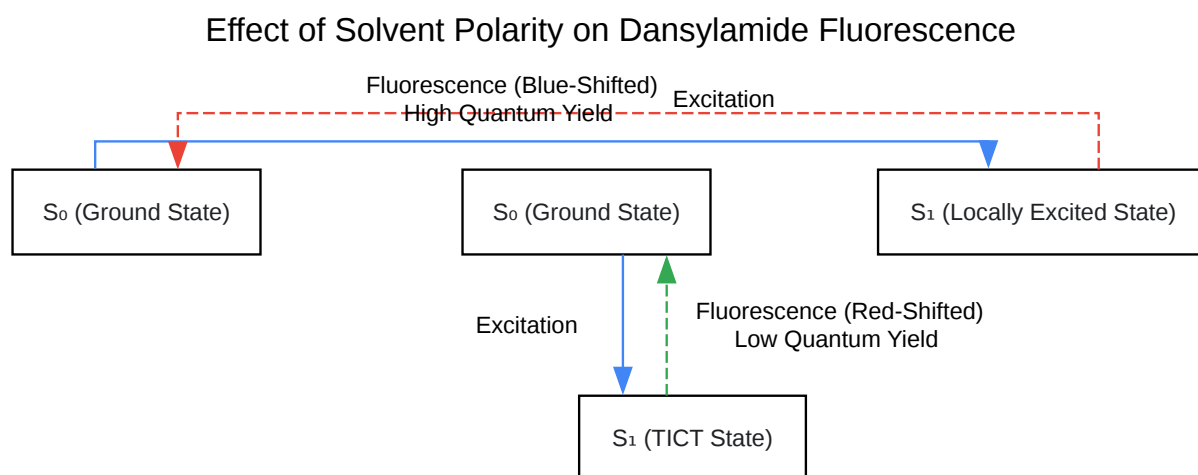 Effect of Solvent Polarity on Dansylamide Fluorescence
Fluorescence (Blue-Shifted)
High Quantum Yield
Excitation
S₀ (Ground State)
S₀ (Ground State)
S₁ (Locally Excited State)
Excitation
Fluorescence (Red-Shifted)
Low Quantum Yield
S₁ (TICT State)